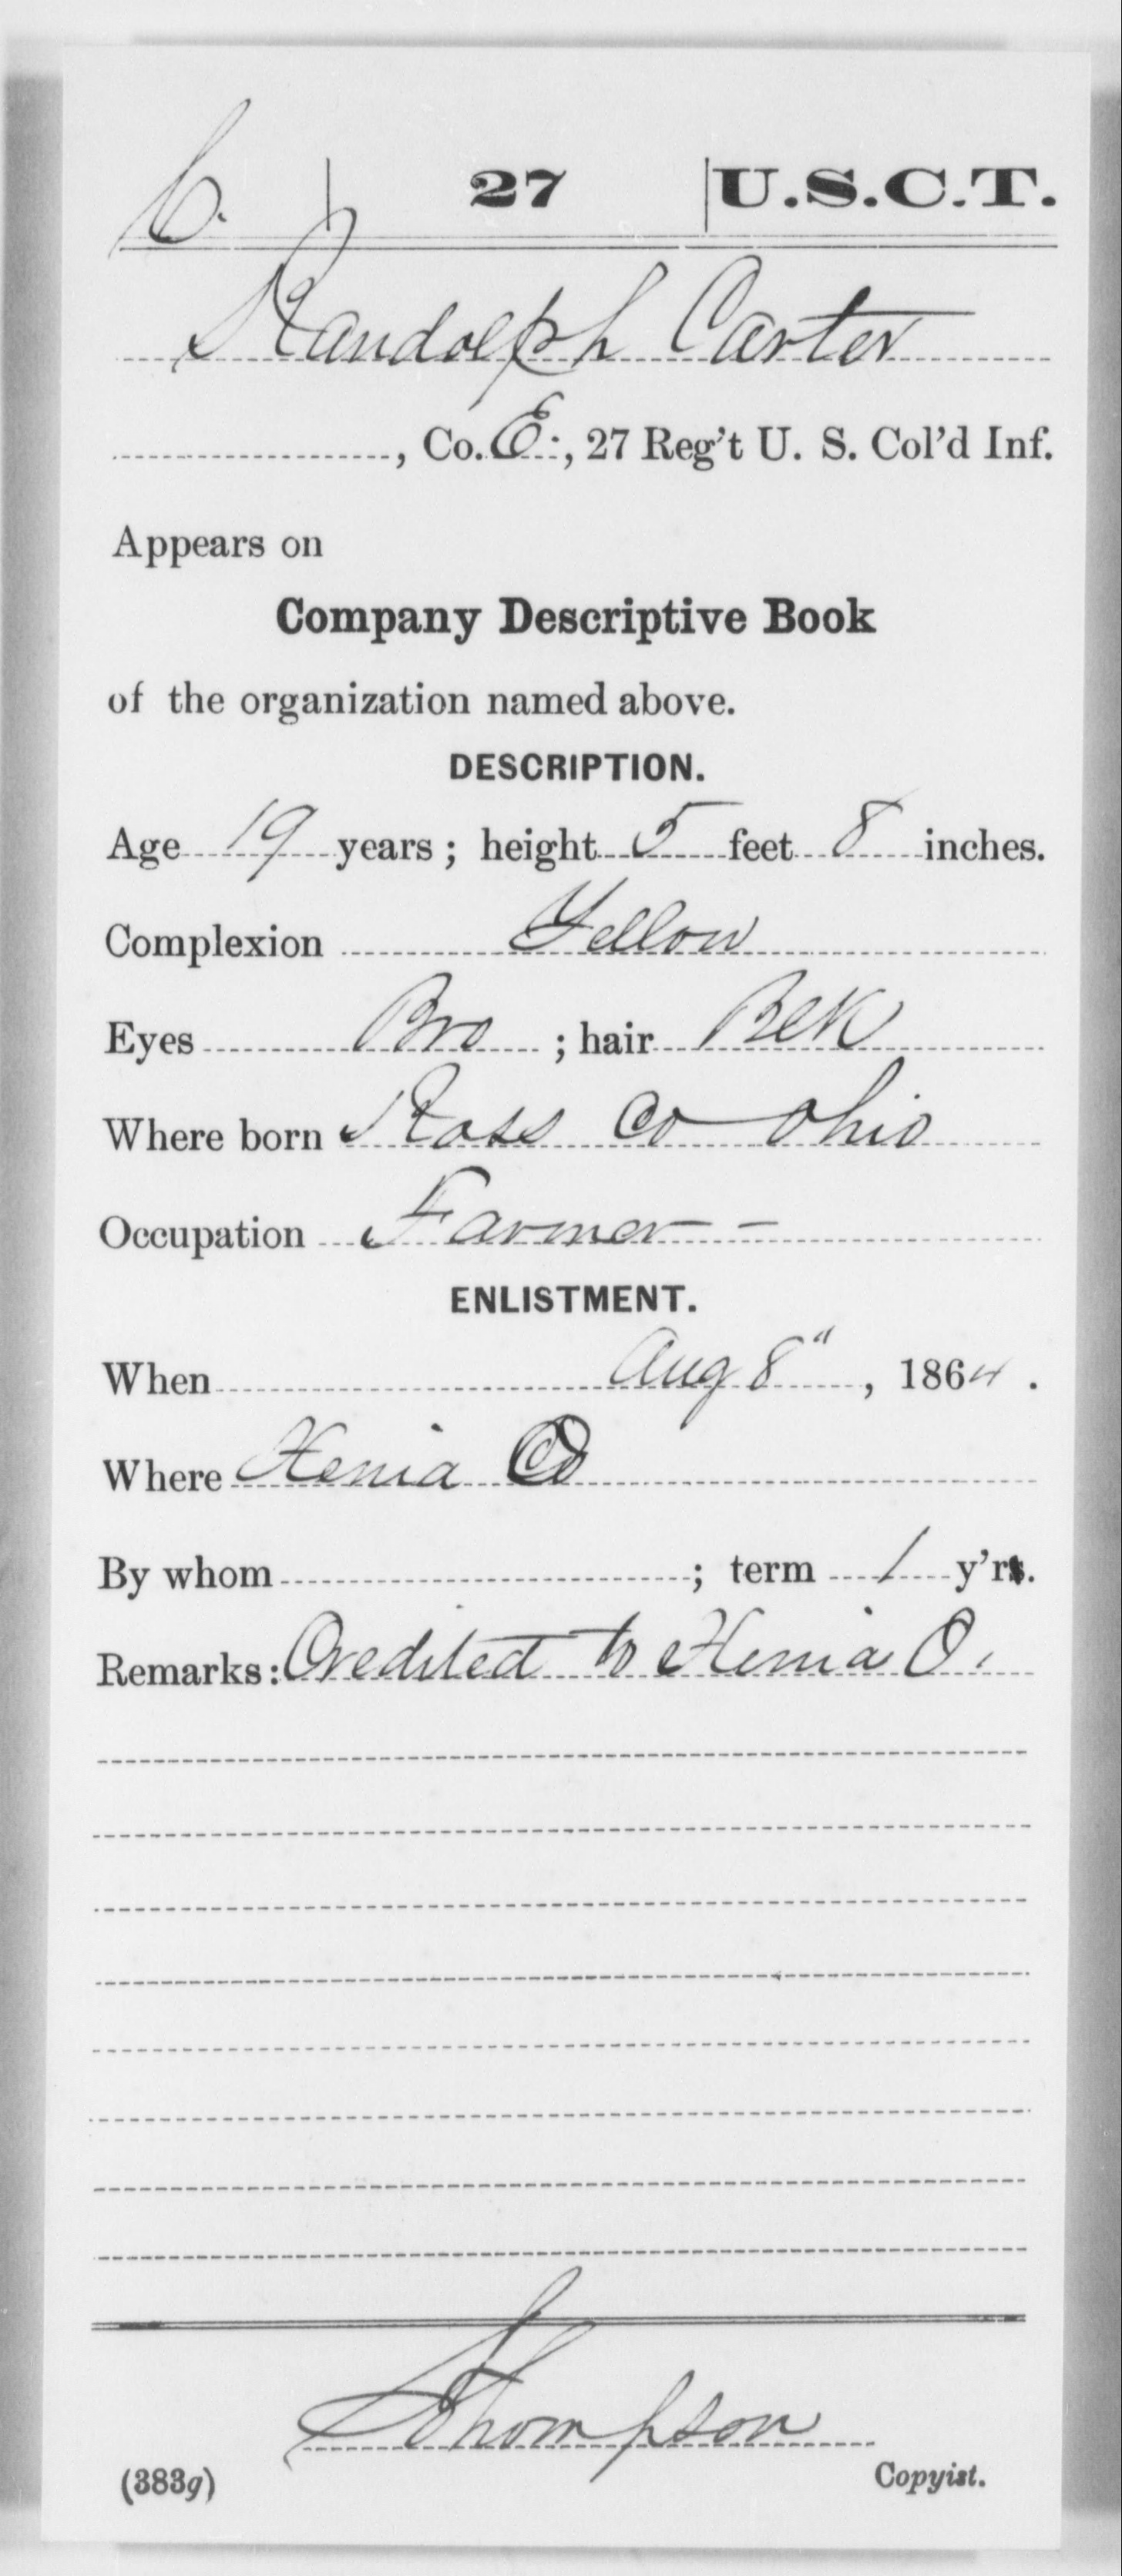 C. | 27 | U.S.C.T.
Randolph Carter
, Co. E., 27 Reg't U. S. Col'd Inf.
Appears on
Company Descriptive Book
of the organization named above.
DESCRIPTION.
Age 19 years; height 5 feet 8 inches.
Complexion Yellow
Eyes Bro ; hair Blk
Where born Ross Co Ohio
Occupation Farmer
ENLISTMENT.
When Aug 8", 1864.
Where Xenia O
By whom ; term 1 y'rs.
Remarks: Credited to Xenia O.
Thompson
(383g) Copyist.